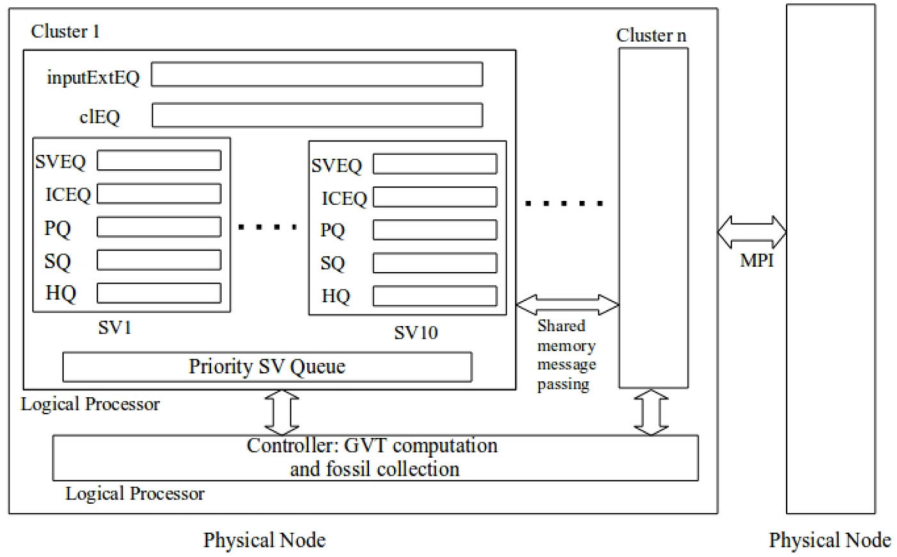 Cluster 1
Cluster n
inputExtEQ
clEQ
SVEQ
ICEQ
PQ
SQ
HQ
SV1
SVEQ
ICEQ
PQ
SQ
HQ
SV10
Priority SV Queue
Logical Processor
Shared
memory
message
passing
MPI
Controller: GVT computation
and fossil collection
Logical Processor
Physical Node
Physical Node